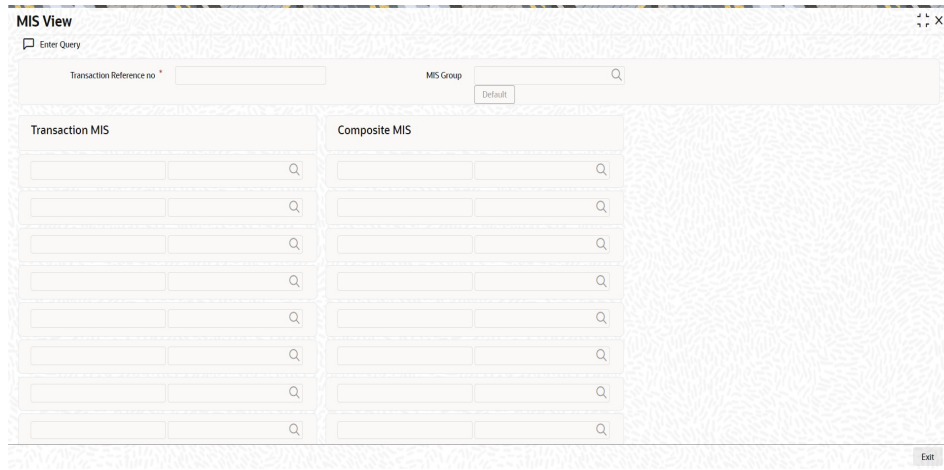 MIS View
Enter Query
Transaction Reference no * MIS Group
Default
Transaction MIS Composite MIS
Exit